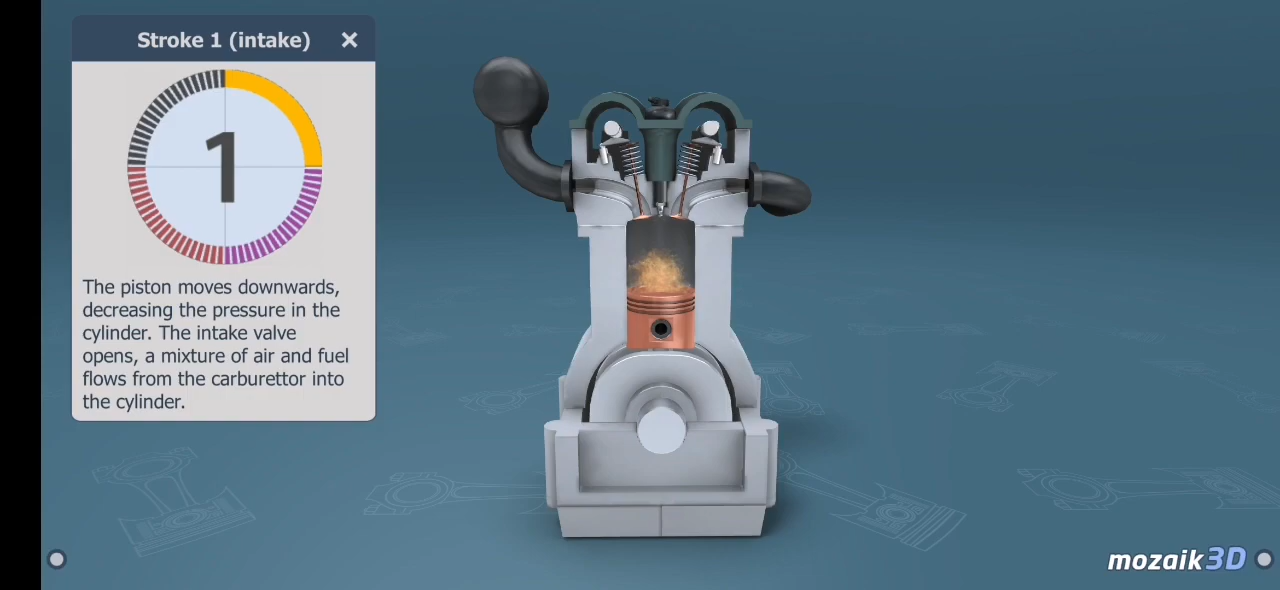 Stroke 1 (intake)
1
The piston moves downwards,
decreasing the pressure in the
cylinder. The intake valve
opens, a mixture of air and fuel
flows from the carburettor into
the cylinder.
mozaik3D